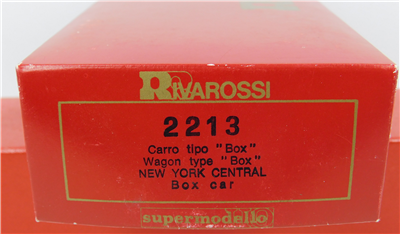 RIVAROSSI
2213
Carro tipo "Box"
Wagon type "Box"
NEW YORK CENTRAL
Box car
supermodello